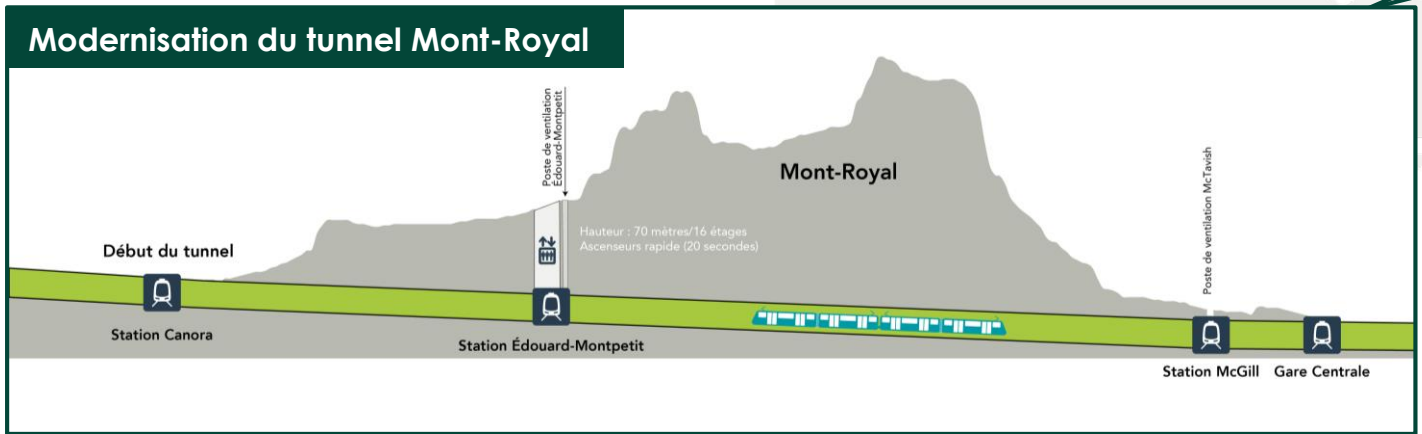 Modernisation du tunnel Mont-Royal
Poste de ventilation
Édouard-Montpetit
Mont-Royal
Poste de ventilation McTavish
Hauteur : 70 mètres/16 étages
Ascenseurs rapide (20 secondes)
Début du tunnel
Station Canora
Station Édouard-Montpetit
Station McGill
Gare Centrale